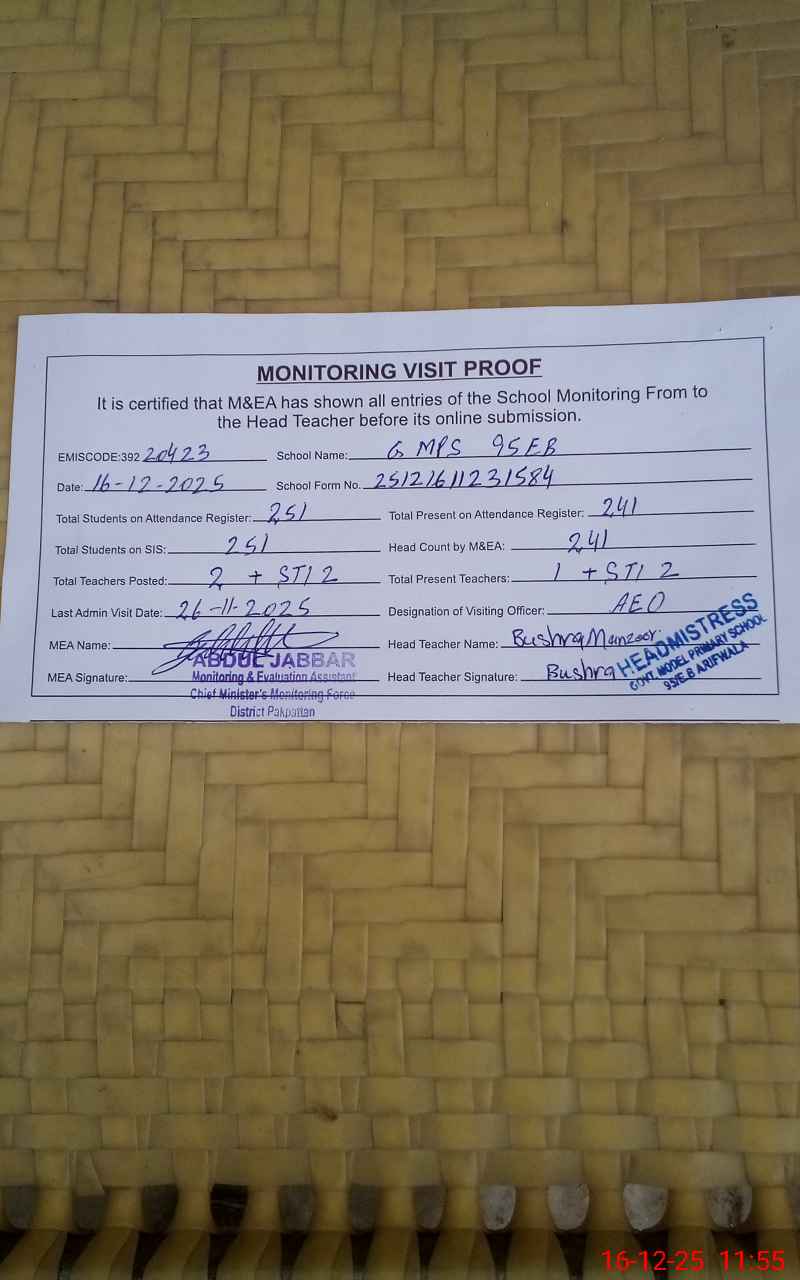 MONITORING VISIT PROOF
It is certified that M&EA has shown all entries of the School Monitoring From to
the Head Teacher before its online submission.
EMISCODE:392 20423 School Name: G MPS 95EB
Date: 16-12-2025 School Form No. 25121611231584
Total Students on Attendance Register: 251 Total Present on Attendance Register: 241
Total Students on SIS: 251 Head Count by M&EA: 241
Total Teachers Posted: 2 + STI 2 Total Present Teachers: 1 + STI 2
Last Admin Visit Date: 26-11-2025 Designation of Visiting Officer: AEO
MEA Name: Head Teacher Name: Bushra Manzoor.
MEA Signature: Head Teacher Signature: Bushra
ABDUL JABBAR
Monitoring & Evaluation Assistant
Chief Minister's Monitoring Force
District Pakpattan
HEADMISTRESS
GOVT. MODEL PRIMARY SCHOOL
95/E.B ARIFWALA
16-12-25 11:55